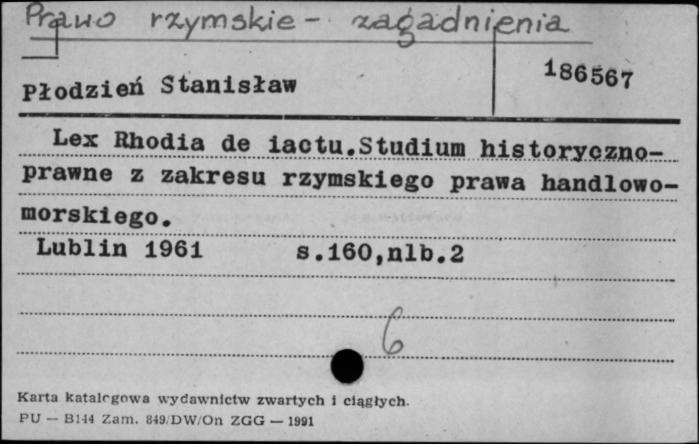 Prawo rzymskie - zagadnienia
186567
Płodzień Stanisław
Lex Rhodia de iactu.Studium historyczno-
prawne z zakresu rzymskiego prawa handlowo-
morskiego.
Lublin 1961 s.160,nlb.2
6
Karta katalogowa wydawnictw zwartych i ciągłych.
PU — B144 Zam. 849/DW/On ZGG — 1991